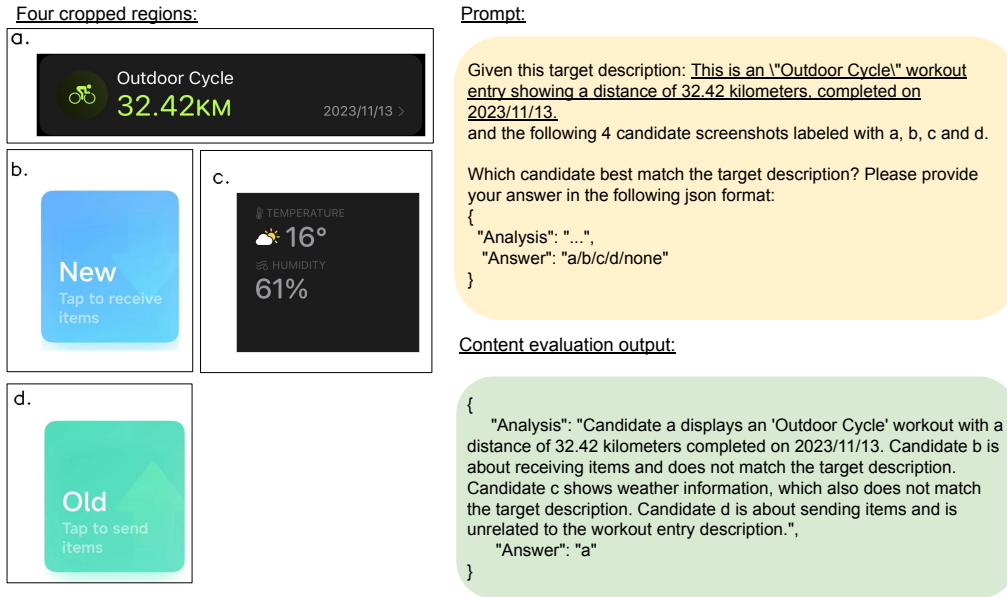 Four cropped regions:
a.
Outdoor Cycle
32.42KM
2023/11/13 >
b.
New
Tap to receive
items
c.
TEMPERATURE
16°
HUMIDITY
61%
d.
Old
Tap to send
items
Prompt:
Given this target description: This is an \"Outdoor Cycle\" workout
entry showing a distance of 32.42 kilometers, completed on
2023/11/13.
and the following 4 candidate screenshots labeled with a, b, c and d.
Which candidate best match the target description? Please provide
your answer in the following json format:
{
"Analysis": "...",
"Answer": "a/b/c/d/none"
}
Content evaluation output:
{
"Analysis": "Candidate a displays an 'Outdoor Cycle' workout with a
distance of 32.42 kilometers completed on 2023/11/13. Candidate b is
about receiving items and does not match the target description.
Candidate c shows weather information, which also does not match
the target description. Candidate d is about sending items and is
unrelated to the workout entry description.",
"Answer": "a"
}